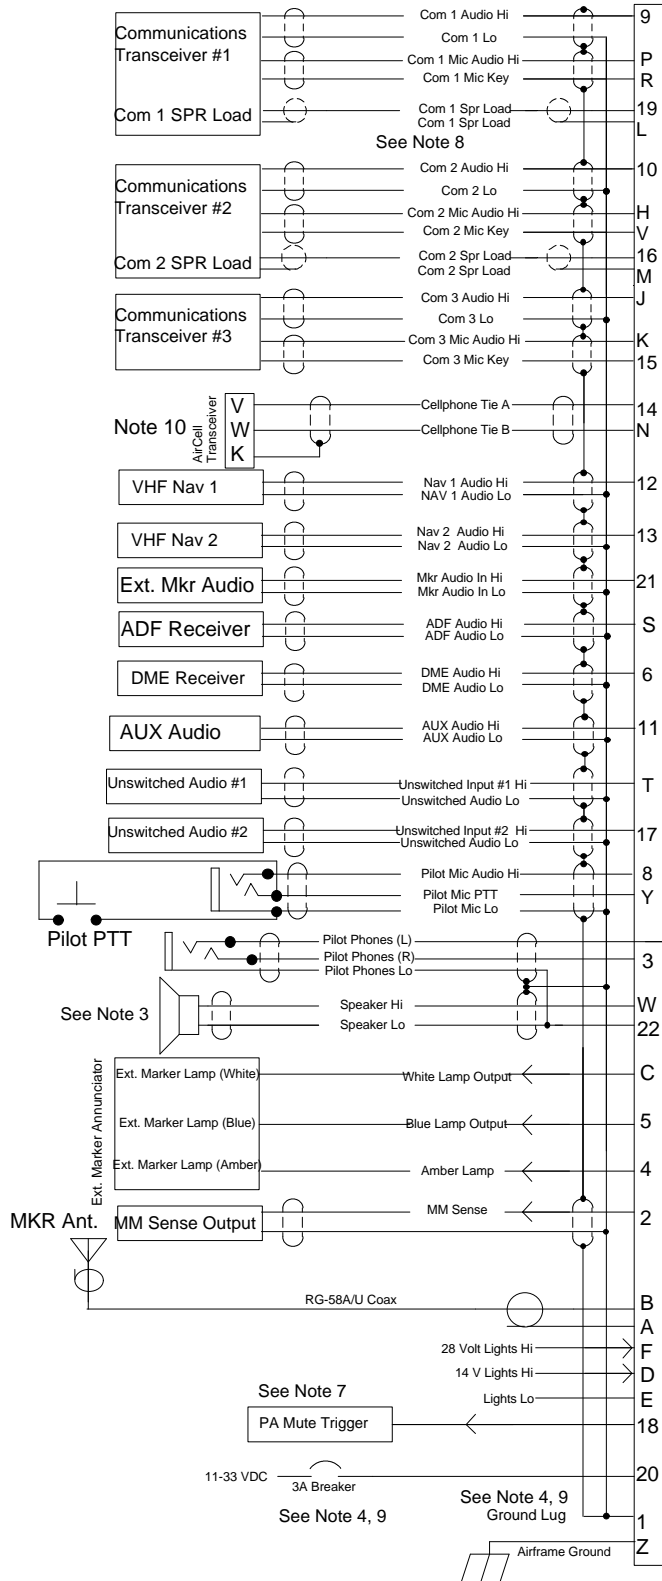 Communications
Transceiver #1
Com 1 SPR Load
Com 1 Audio Hi
9
Com 1 Lo
Com 1 Mic Audio Hi
P
Com 1 Mic Key
R
Com 1 Spr Load
19
Com 1 Spr Load
L
See Note 8
Communications
Transceiver #2
Com 2 SPR Load
Com 2 Audio Hi
10
Com 2 Lo
Com 2 Mic Audio Hi
H
Com 2 Mic Key
V
Com 2 Spr Load
16
Com 2 Spr Load
M
Communications
Transceiver #3
Com 3 Audio Hi
J
Com 3 Lo
Com 3 Mic Audio Hi
K
Com 3 Mic Key
15
Note 10
AirCell
Transceiver
V
W
K
Cellphone Tie A
14
Cellphone Tie B
N
VHF Nav 1
Nav 1 Audio Hi
12
NAV 1 Audio Lo
VHF Nav 2
Nav 2 Audio Hi
13
Nav 2 Audio Lo
Ext. Mkr Audio
Mkr Audio In Hi
21
Mkr Audio In Lo
ADF Receiver
ADF Audio Hi
S
ADF Audio Lo
DME Receiver
DME Audio Hi
6
DME Audio Lo
AUX Audio
AUX Audio Hi
11
AUX Audio Lo
Unswitched Audio #1
Unswitched Input #1 Hi
T
Unswitched Audio Lo
Unswitched Audio #2
Unswitched Input #2 Hi
17
Unswitched Audio Lo
Pilot PTT
Pilot Mic Audio Hi
8
Pilot Mic PTT
Y
Pilot Mic Lo
Pilot Phones (L)
Pilot Phones (R)
3
Pilot Phones Lo
See Note 3
Speaker Hi
W
Speaker Lo
22
Ext. Marker Annunciator
Ext. Marker Lamp (White)
White Lamp Output
C
Ext. Marker Lamp (Blue)
Blue Lamp Output
5
Ext. Marker Lamp (Amber)
Amber Lamp
4
MKR Ant.
MM Sense Output
MM Sense
2
RG-58A/U Coax
B
A
28 Volt Lights Hi
F
14 V Lights Hi
D
Lights Lo
E
See Note 7
PA Mute Trigger
18
11-33 VDC
3A Breaker
20
See Note 4, 9
See Note 4, 9
Ground Lug
1
Airframe Ground
Z